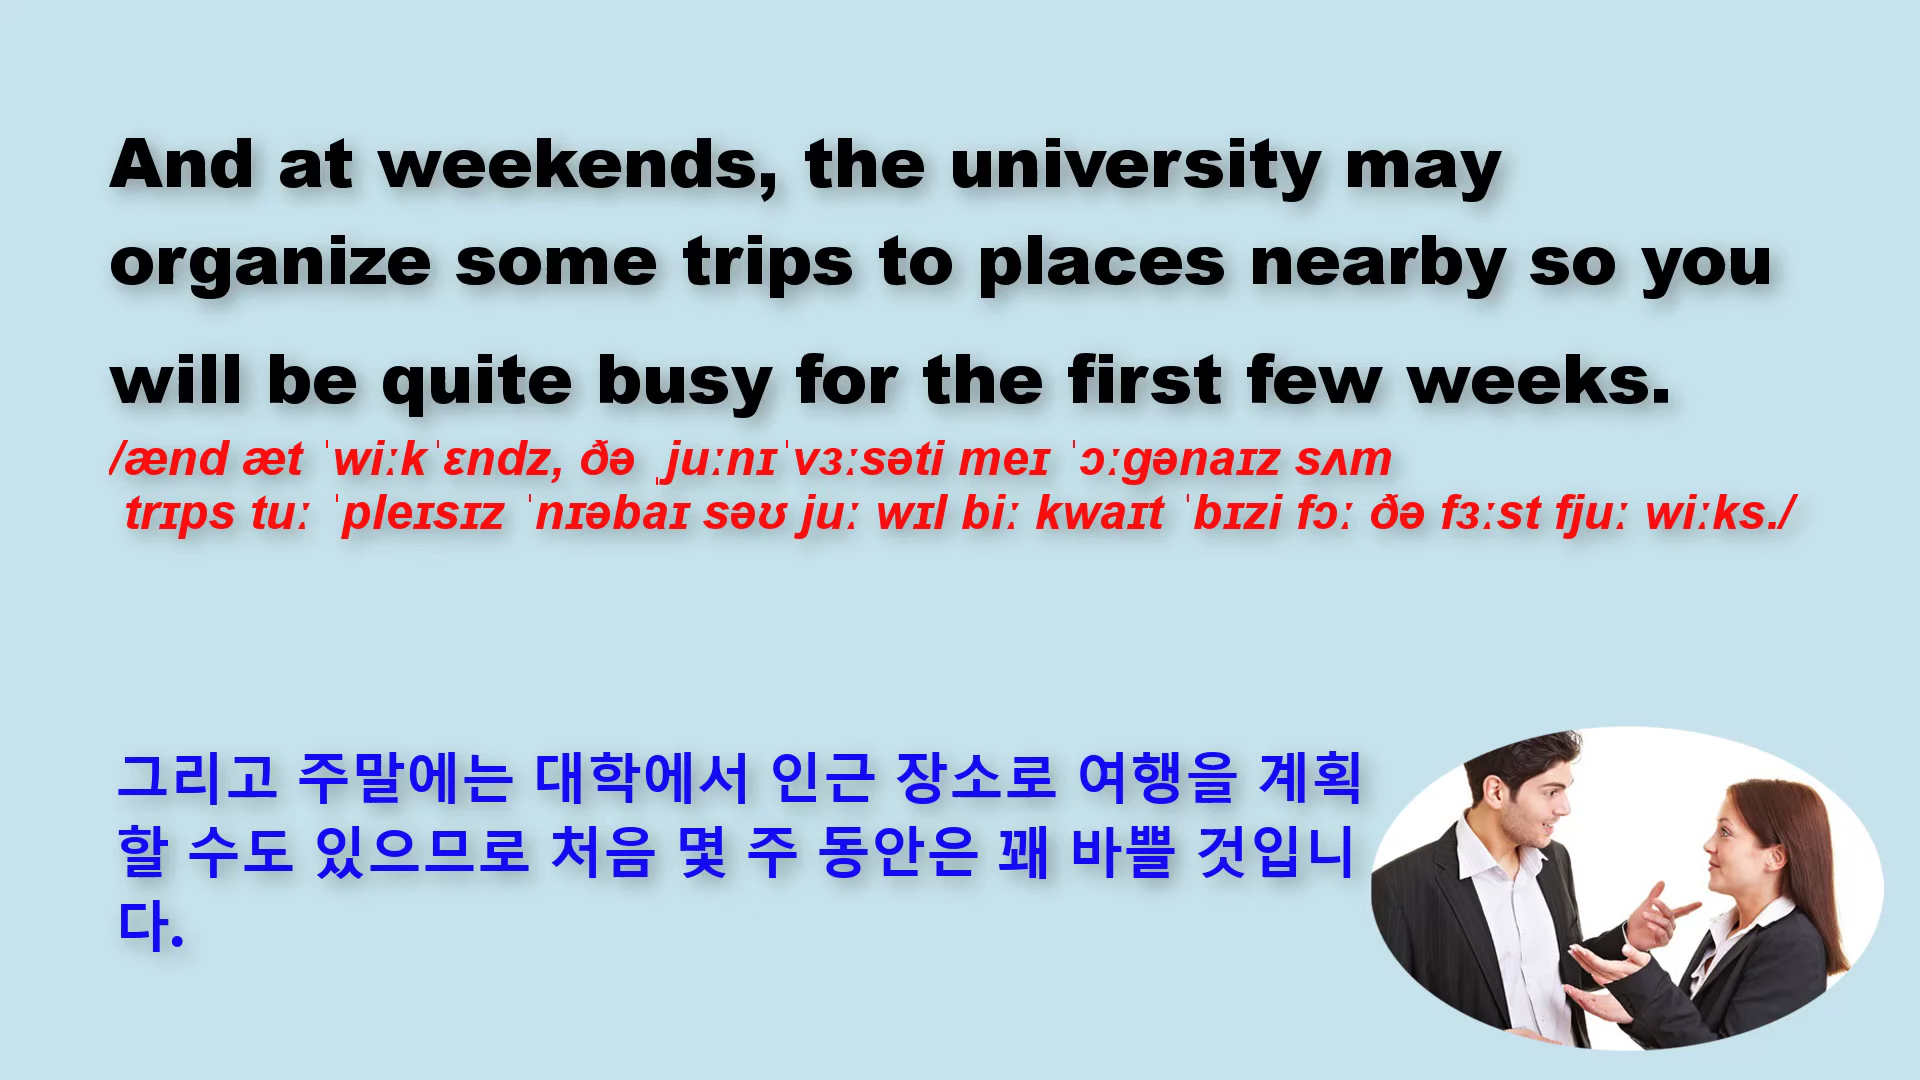 And at weekends, the university may
organize some trips to places nearby so you
will be quite busy for the first few weeks.
/ænd æt ˈwiːkˈɛndz, ðə ˌjuːnɪˈvɜːsəti meɪ ˈɔːgənaɪz sʌm
trɪps tuː ˈpleɪsɪz ˈnɪəbaɪ səʊ juː wɪl biː kwaɪt ˈbɪzi fɔː ðə fɜːst fjuː wiːks./
그리고 주말에는 대학에서 인근 장소로 여행을 계획
할 수도 있으므로 처음 몇 주 동안은 꽤 바쁠 것입니
다.